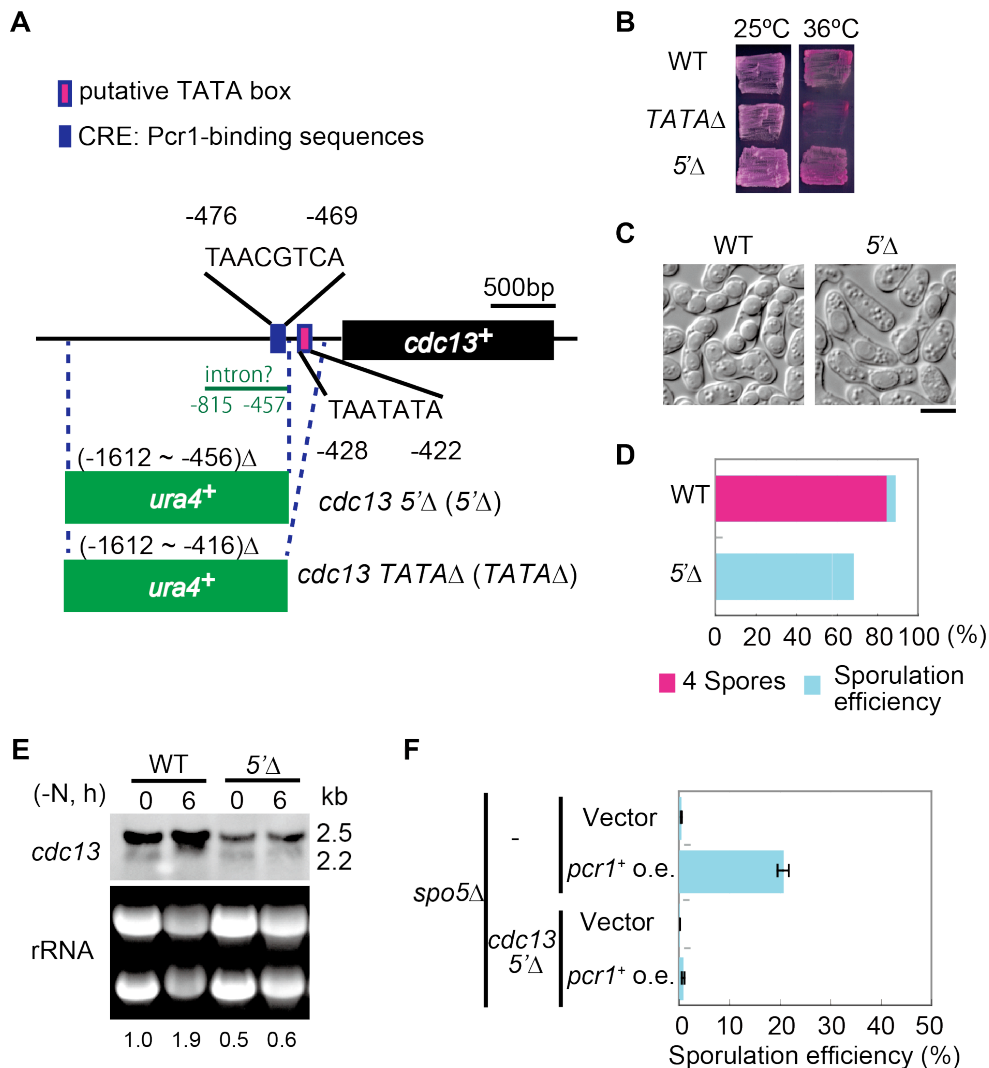 A
putative TATA box
CRE: Pcr1-binding sequences
-476 -469
TAACGTCA
500bp
cdc13+
intron?
-815 -457
TAATATA
-428 -422
(-1612 ~ -456)Δ
ura4+
cdc13 5'Δ (5'Δ)
(-1612 ~ -416)Δ
ura4+
cdc13 TATAΔ (TATAΔ)
B
25ºC 36ºC
WT
TATAΔ
5'Δ
C
WT 5'Δ
D
WT
5'Δ
0 20 40 60 80 100 (%)
4 Spores
Sporulation
efficiency
E
WT 5'Δ
(-N, h) 0 6 0 6 kb
cdc13
2.5
2.2
rRNA
1.0 1.9 0.5 0.6
F
spo5Δ
-
Vector
pcr1+ o.e.
cdc13
5'Δ
Vector
pcr1+ o.e.
0 10 20 30 40 50
Sporulation efficiency (%)